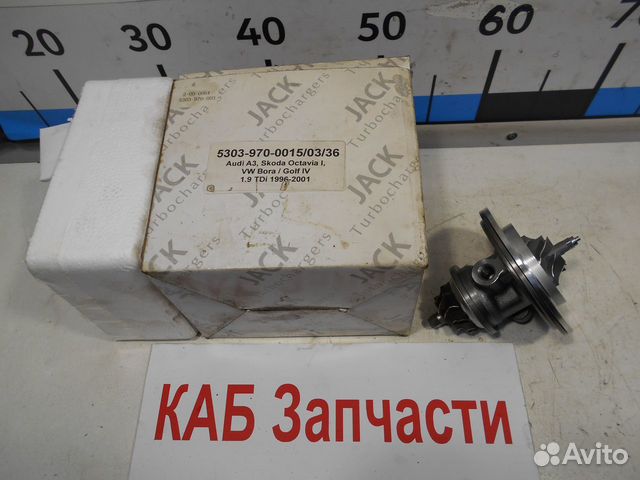 20 30 40 50 60 7
JACK
Turbochargers
5303-970-0015/03/36
Audi A3, Skoda Octavia I,
VW Bora / Golf IV
1.9 TDi 1996-2001
JACK
Turbochargers
JACK
КАБ Запчасти
Avito